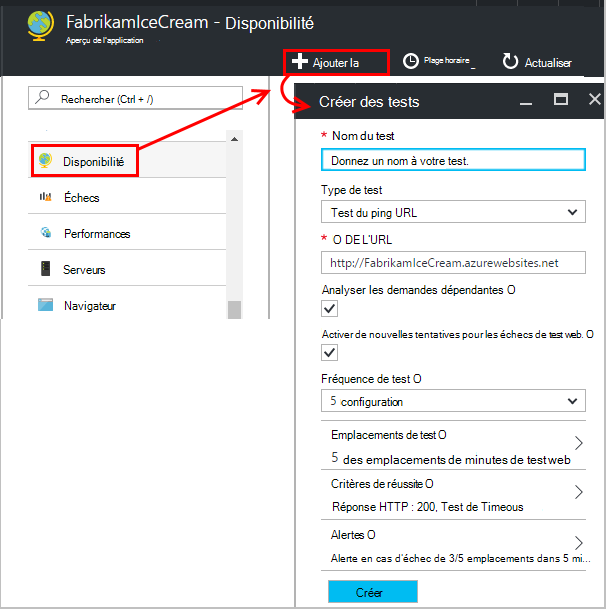 FabrikamIceCream - Disponibilité
Aperçu de l'application
Ajouter la
Plage horaire _
Actualiser
Rechercher (Ctrl + /)
Disponibilité
Échecs
Performances
Serveurs
Navigateur
Créer des tests
* Nom du test
Donnez un nom à votre test.
Type de test
Test du ping URL
* O DE L'URL
http://FabrikamIceCream.azurewebsites.net
Analyser les demandes dépendantes O
Activer de nouvelles tentatives pour les échecs de test web. O
Fréquence de test O
5 configuration
Emplacements de test O
5 des emplacements de minutes de test web
Critères de réussite O
Réponse HTTP : 200, Test de Timeous
Alertes O
Alerte en cas d'échec de 3/5 emplacements dans 5 mi...
Créer